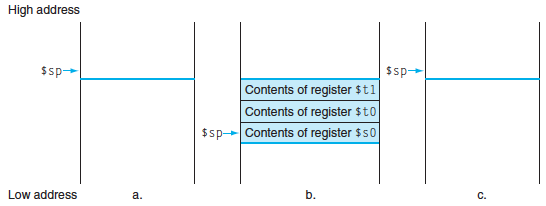 High address
$sp
$sp
Contents of register $t1
Contents of register $t0
$sp Contents of register $s0
Low address a. b. c.